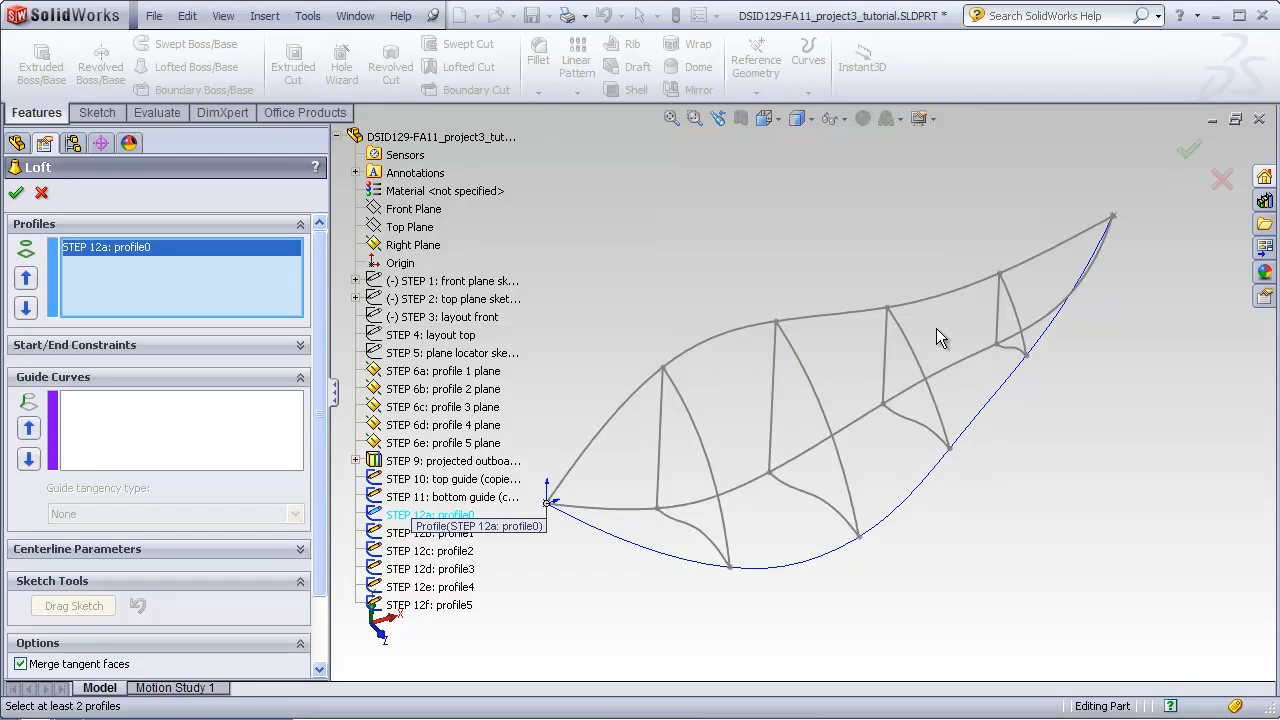 SolidWorks File Edit View Insert Tools Window Help DSID129-FA11_project3_tutorial.SLDPRT * Search SolidWorks Help
Extruded Boss/Base
Revolved Boss/Base
Swept Boss/Base
Lofted Boss/Base
Boundary Boss/Base
Extruded Cut
Hole Wizard
Revolved Cut
Swept Cut
Lofted Cut
Boundary Cut
Fillet
Linear Pattern
Rib
Draft
Shell
Wrap
Dome
Mirror
Reference Geometry
Curves
Instant3D
Features Sketch Evaluate DimXpert Office Products
Loft ?
Profiles
STEP 12a: profile0
Start/End Constraints
Guide Curves
Guide tangency type:
None
Centerline Parameters
Sketch Tools
Drag Sketch
Options
Merge tangent faces
DSID129-FA11_project3_tut...
Sensors
Annotations
Material <not specified>
Front Plane
Top Plane
Right Plane
Origin
(-) STEP 1: front plane sk...
(-) STEP 2: top plane sket...
(-) STEP 3: layout front
STEP 4: layout top
STEP 5: plane locator ske...
STEP 6a: profile 1 plane
STEP 6b: profile 2 plane
STEP 6c: profile 3 plane
STEP 6d: profile 4 plane
STEP 6e: profile 5 plane
STEP 9: projected outboa...
STEP 10: top guide (copie...
STEP 11: bottom guide (c...
STEP 12a: profile0
Profile(STEP 12a: profile0)
STEP 12b: profile1
STEP 12c: profile2
STEP 12d: profile3
STEP 12e: profile4
STEP 12f: profile5
X
Z
Model Motion Study 1
Select at least 2 profiles Editing Part